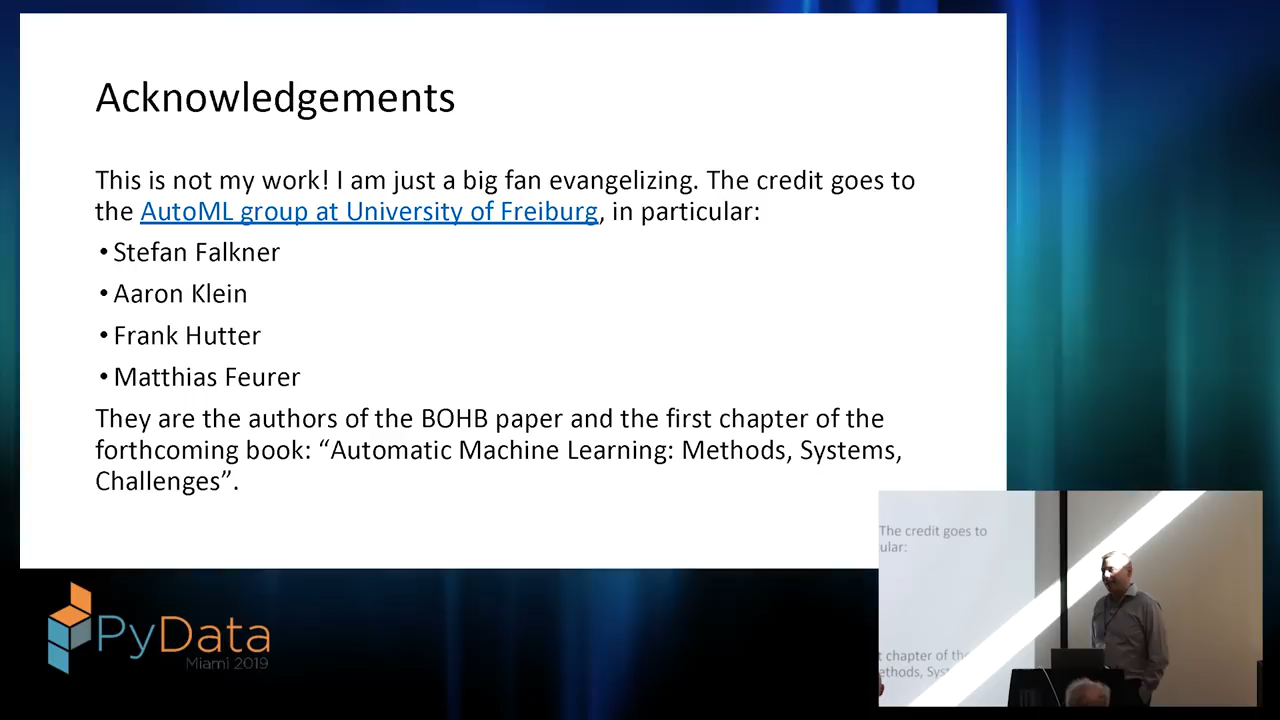 Acknowledgements
This is not my work! I am just a big fan evangelizing. The credit goes to
the AutoML group at University of Freiburg, in particular:
• Stefan Falkner
• Aaron Klein
• Frank Hutter
• Matthias Feurer
They are the authors of the BOHB paper and the first chapter of the
forthcoming book: “Automatic Machine Learning: Methods, Systems,
Challenges”.
The credit goes to
ular:
t chapter of the
ethods, Syst
PyData
Miami 2019